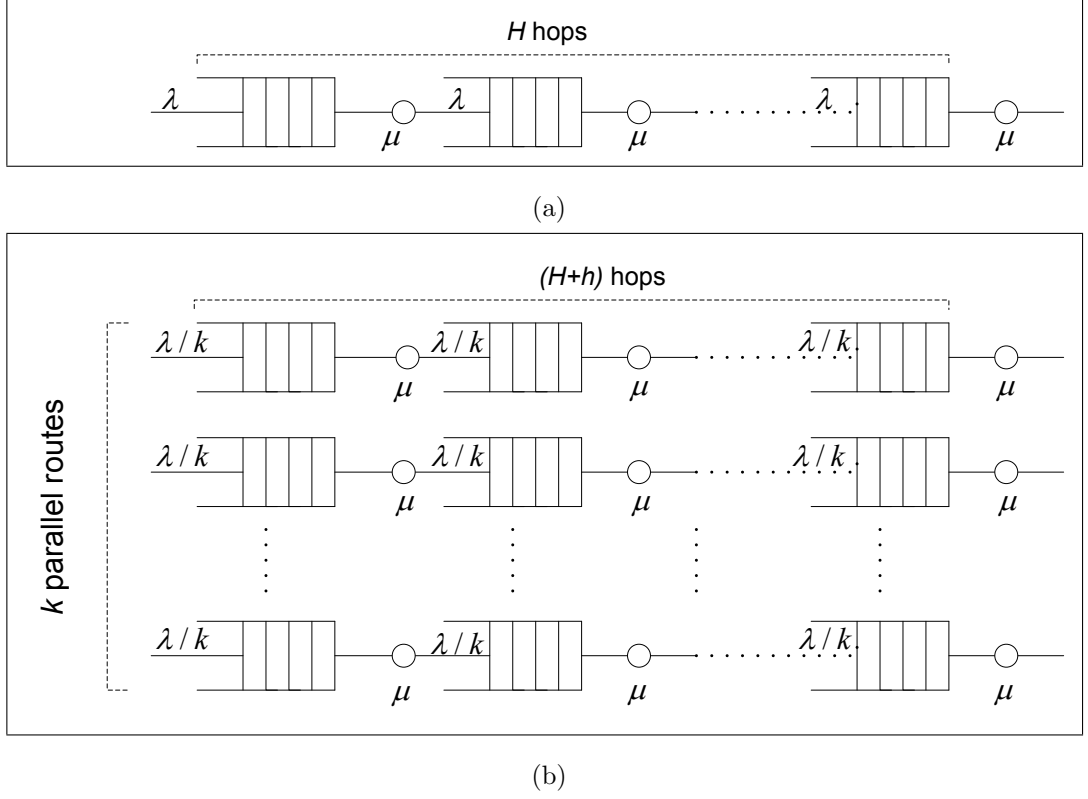 H hops
λ λ λ
μ μ μ
(a)
(H+h) hops
k parallel routes
λ / k λ / k λ / k
μ μ μ
λ / k λ / k λ / k
μ μ μ
λ / k λ / k λ / k
μ μ μ
(b)